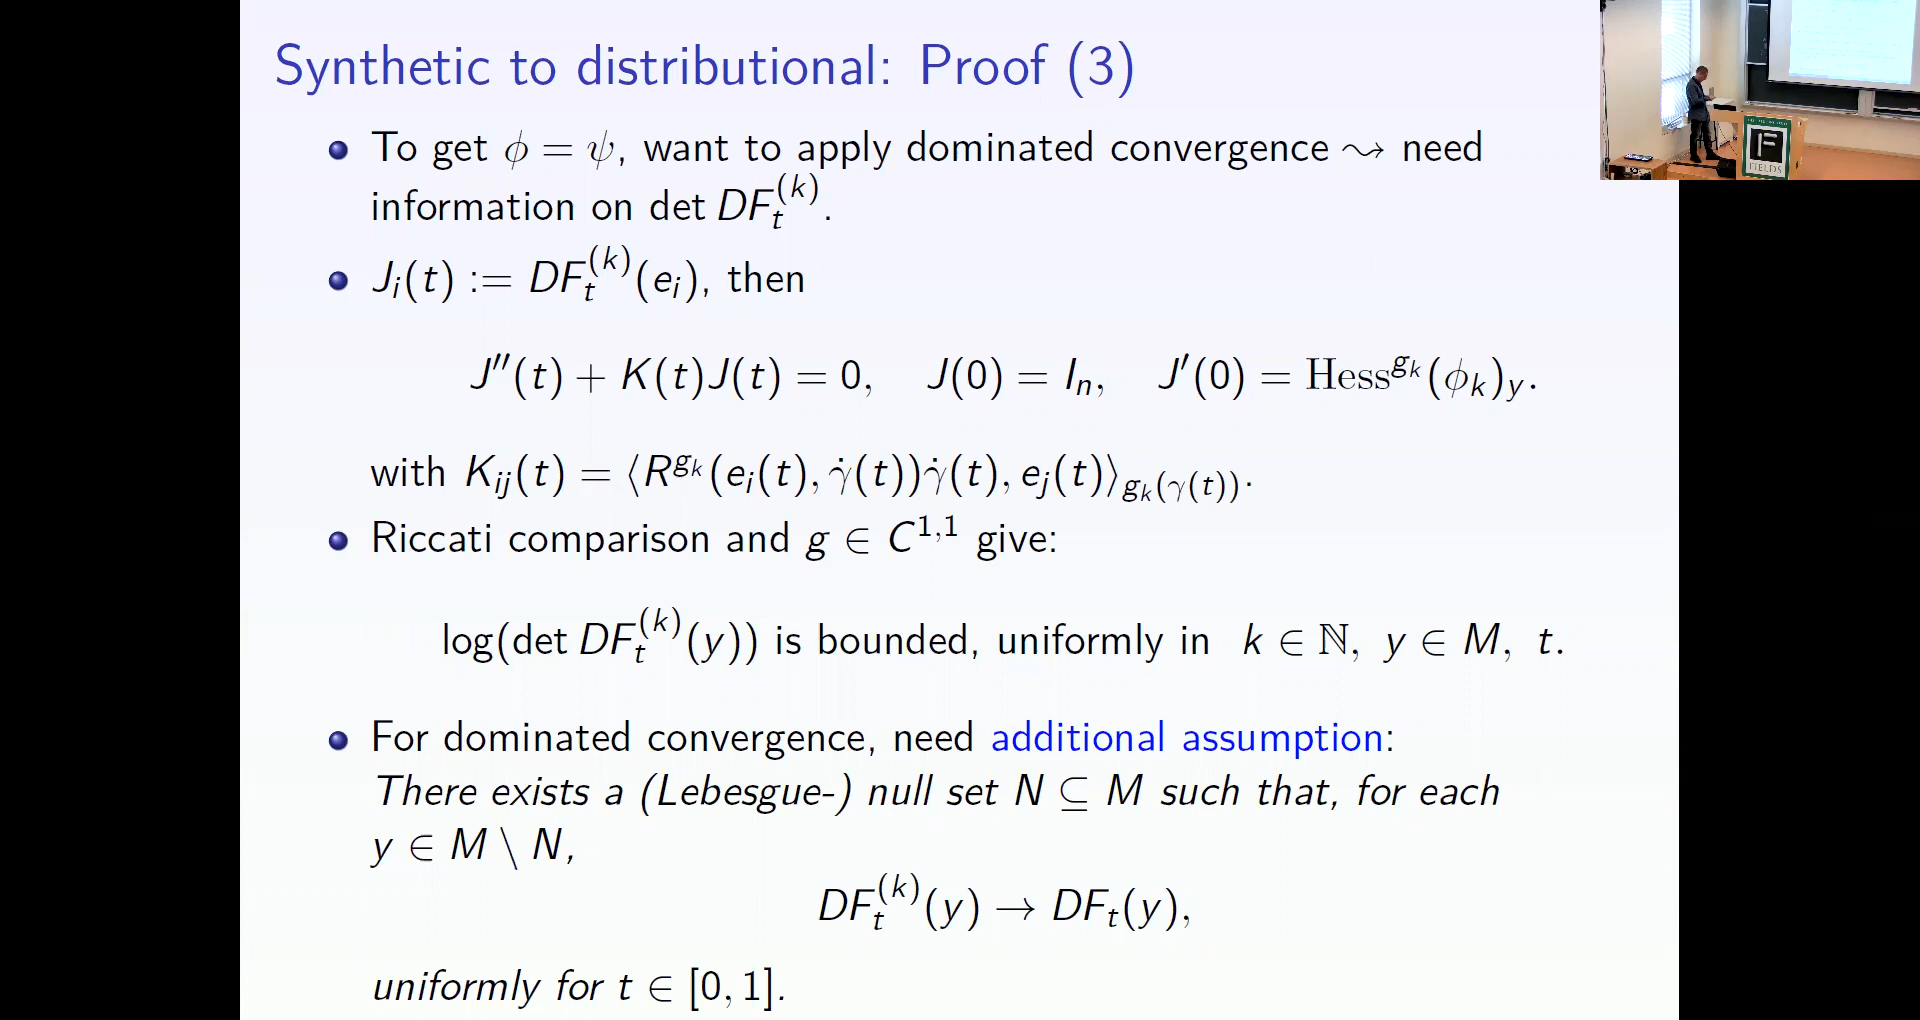 Synthetic to distributional: Proof (3)
To get ϕ = ψ, want to apply dominated convergence ⇝ need
information on det DF_t^{(k)}.
J_i(t) := DF_t^{(k)}(e_i), then
J′′(t) + K(t)J(t) = 0, J(0) = I_n, J′(0) = Hess^{g_k}(ϕ_k)_y.
with K_{ij}(t) = ⟨R^{g_k}(e_i(t), γ̇(t))γ̇(t), e_j(t)⟩_{g_k(γ(t))}.
Riccati comparison and g ∈ C^{1,1} give:
log(det DF_t^{(k)}(y)) is bounded, uniformly in k ∈ ℕ, y ∈ M, t.
For dominated convergence, need additional assumption:
There exists a (Lebesgue-) null set N ⊆ M such that, for each
y ∈ M \ N,
DF_t^{(k)}(y) → DF_t(y),
uniformly for t ∈ [0, 1].
FIELDS